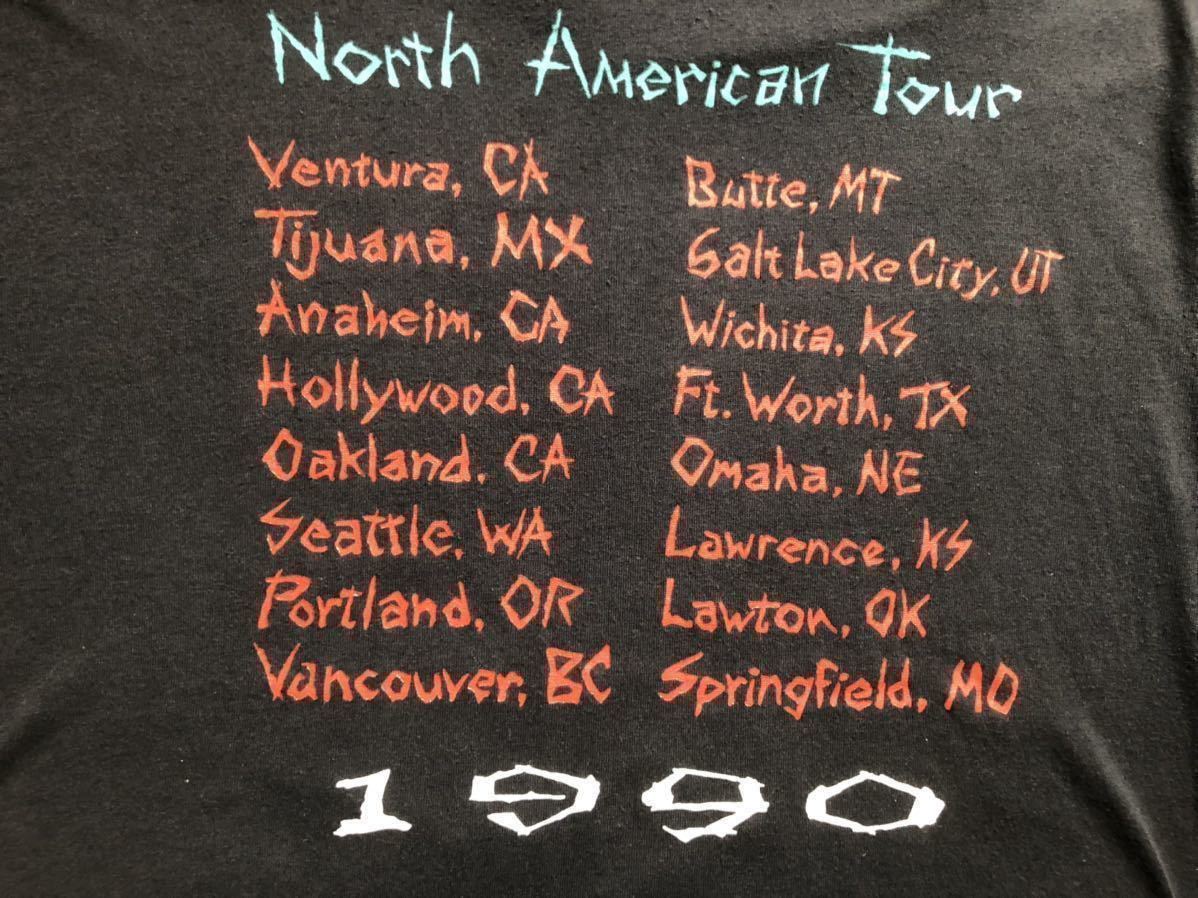 North American Tour
Ventura, CA
Tijuana, MX
Anaheim, CA
Hollywood, CA
Oakland, CA
Seattle, WA
Portland, OR
Vancouver, BC
Butte, MT
Salt Lake City, UT
Wichita, KS
Ft. Worth, TX
Omaha, NE
Lawrence, KS
Lawton, OK
Springfield, MO
1990